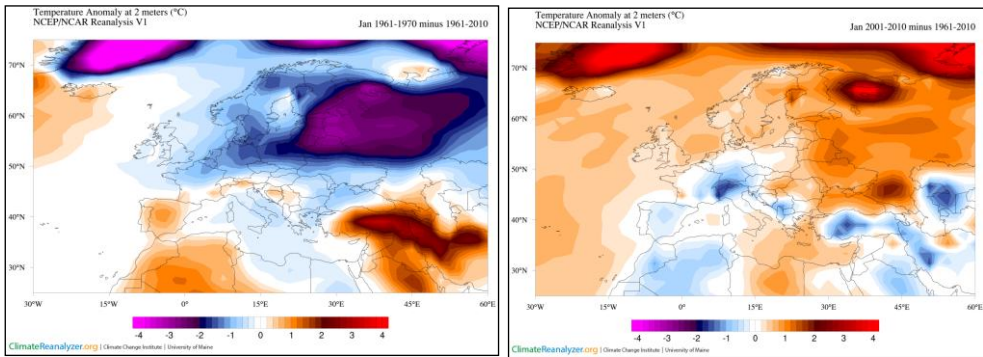 Temperature Anomaly at 2 meters (°C)
NCEP/NCAR Reanalysis V1
Jan 1961-1970 minus 1961-2010
70°N
60°N
50°N
40°N
30°N
30°W
15°W
0°E
15°E
30°E
45°E
60°E
-4 -3 -2 -1 0 1 2 3 4
ClimateReanalyzer.org | Climate Change Institute | University of Maine
Temperature Anomaly at 2 meters (°C)
NCEP/NCAR Reanalysis V1
Jan 2001-2010 minus 1961-2010
70°N
60°N
50°N
40°N
30°N
30°W
15°W
0°E
15°E
30°E
45°E
60°E
-4 -3 -2 -1 0 1 2 3 4
ClimateReanalyzer.org | Climate Change Institute | University of Maine